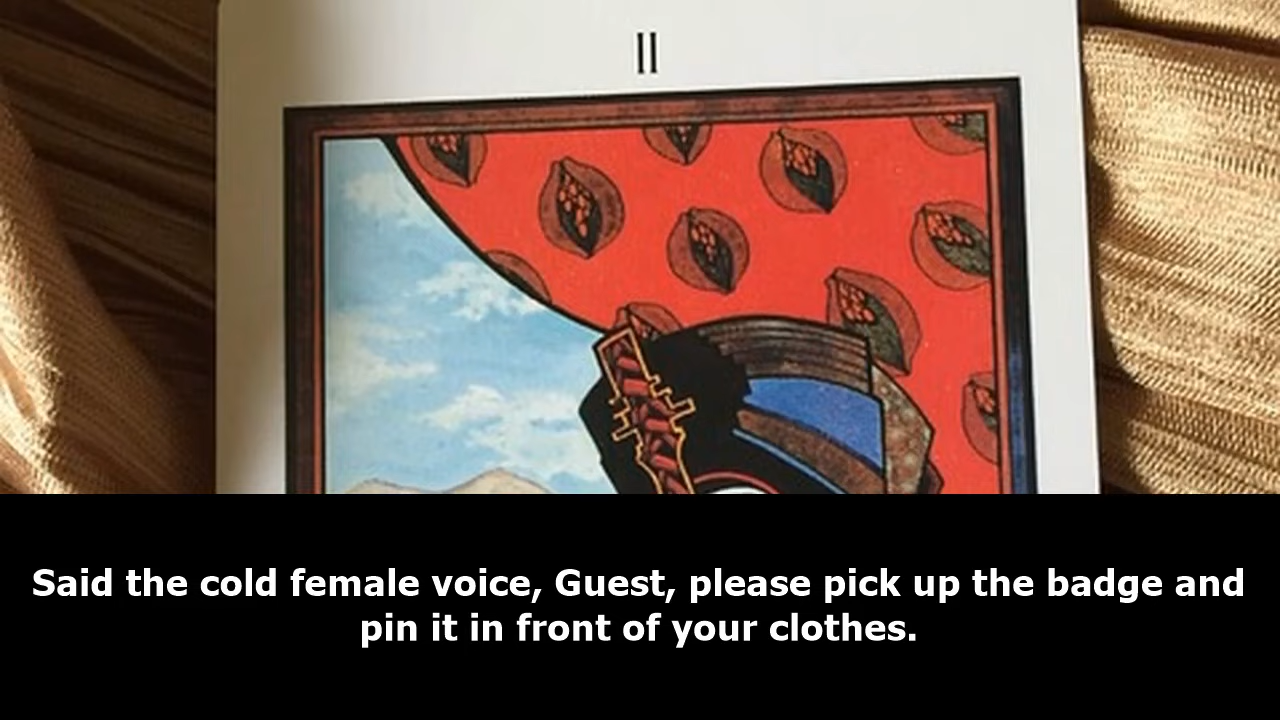 II
Said the cold female voice, Guest, please pick up the badge and
pin it in front of your clothes.